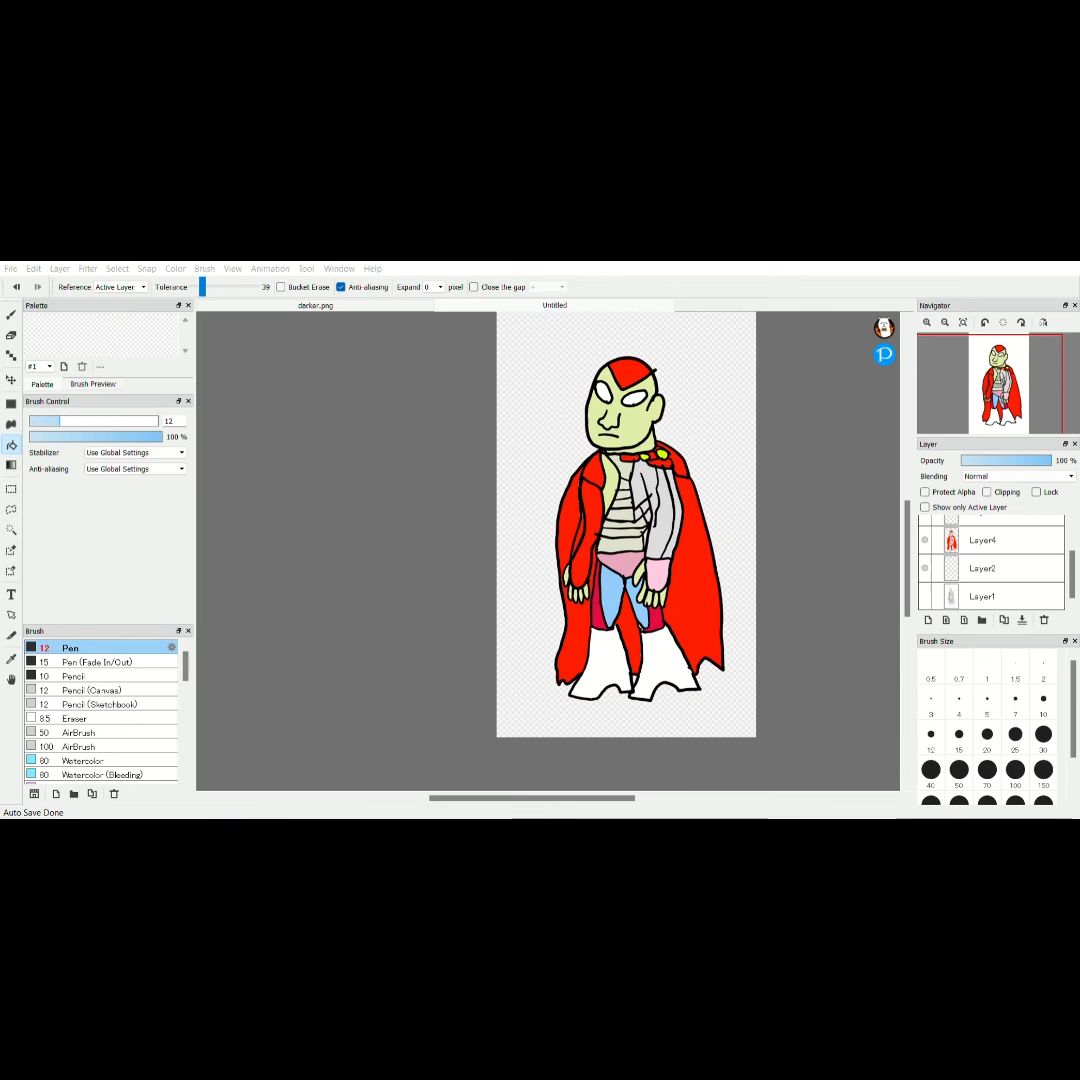 File Edit Layer Filter Select Snap Color Brush View Animation Tool Window Help
Reference Active Layer Tolerance 39 Bucket Erase Anti-aliasing Expand 0 pixel Close the gap
Palette
darker.png
Untitled
Navigator
#1
Palette Brush Preview
Brush Control
12
100 %
Stabilizer Use Global Settings
Anti-aliasing Use Global Settings
Layer
Opacity 100 %
Blending Normal
Protect Alpha Clipping Lock
Show only Active Layer
Layer4
Layer2
Layer1
Brush
12 Pen
15 Pen (Fade In/Out)
10 Pencil
12 Pencil (Canvas)
12 Pencil (Sketchbook)
8.5 Eraser
50 AirBrush
100 AirBrush
80 Watercolor
80 Watercolor (Bleeding)
Brush Size
0.5 0.7 1 1.5 2
3 4 5 7 10
12 15 20 25 30
40 50 70 100 150
Auto Save Done